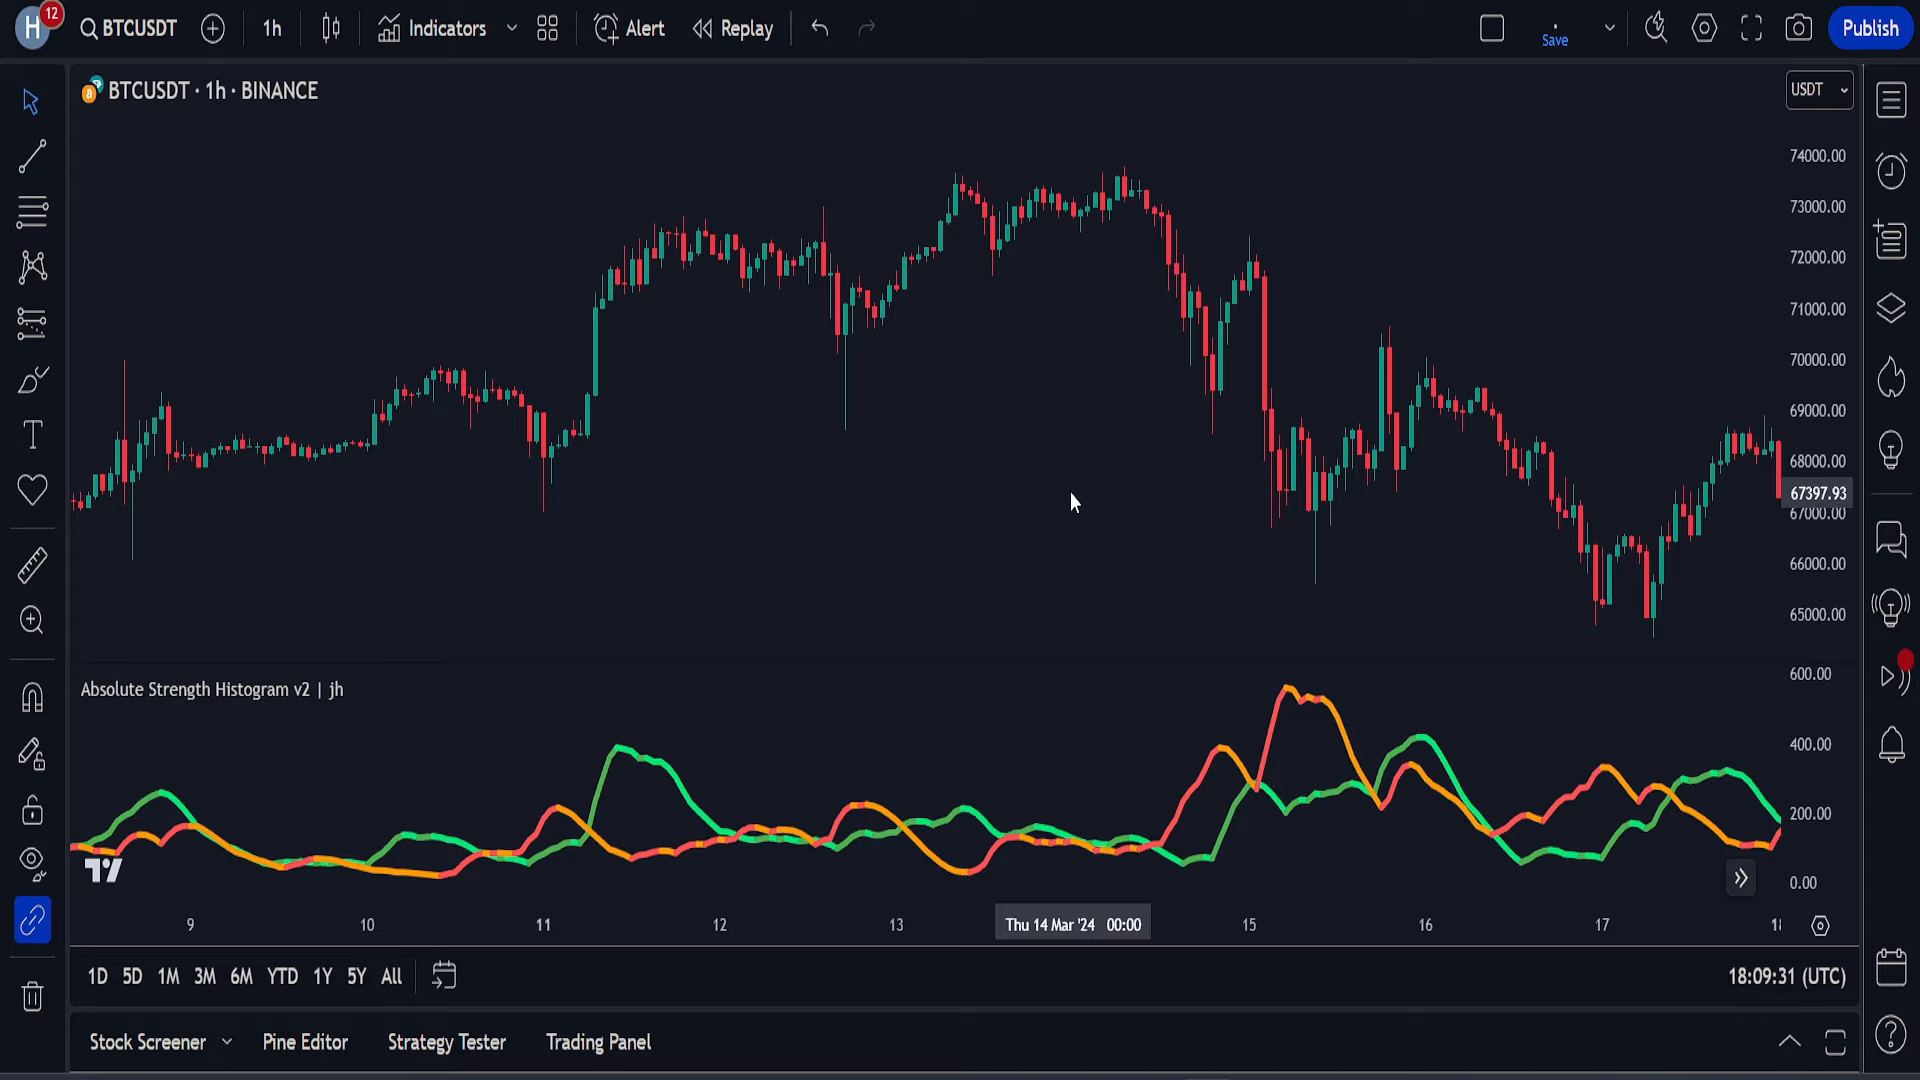 H 12 BTCUSDT 1h Indicators Alert Replay Save Publish
BTCUSDT · 1h · BINANCE
USDT
74000.00
73000.00
72000.00
71000.00
70000.00
69000.00
68000.00
67397.93
67000.00
66000.00
65000.00
Absolute Strength Histogram v2 | jh
600.00
400.00
200.00
0.00
9 10 11 12 13 Thu 14 Mar '24 00:00 15 16 17 18
1D 5D 1M 3M 6M YTD 1Y 5Y All 18:09:31 (UTC)
Stock Screener Pine Editor Strategy Tester Trading Panel